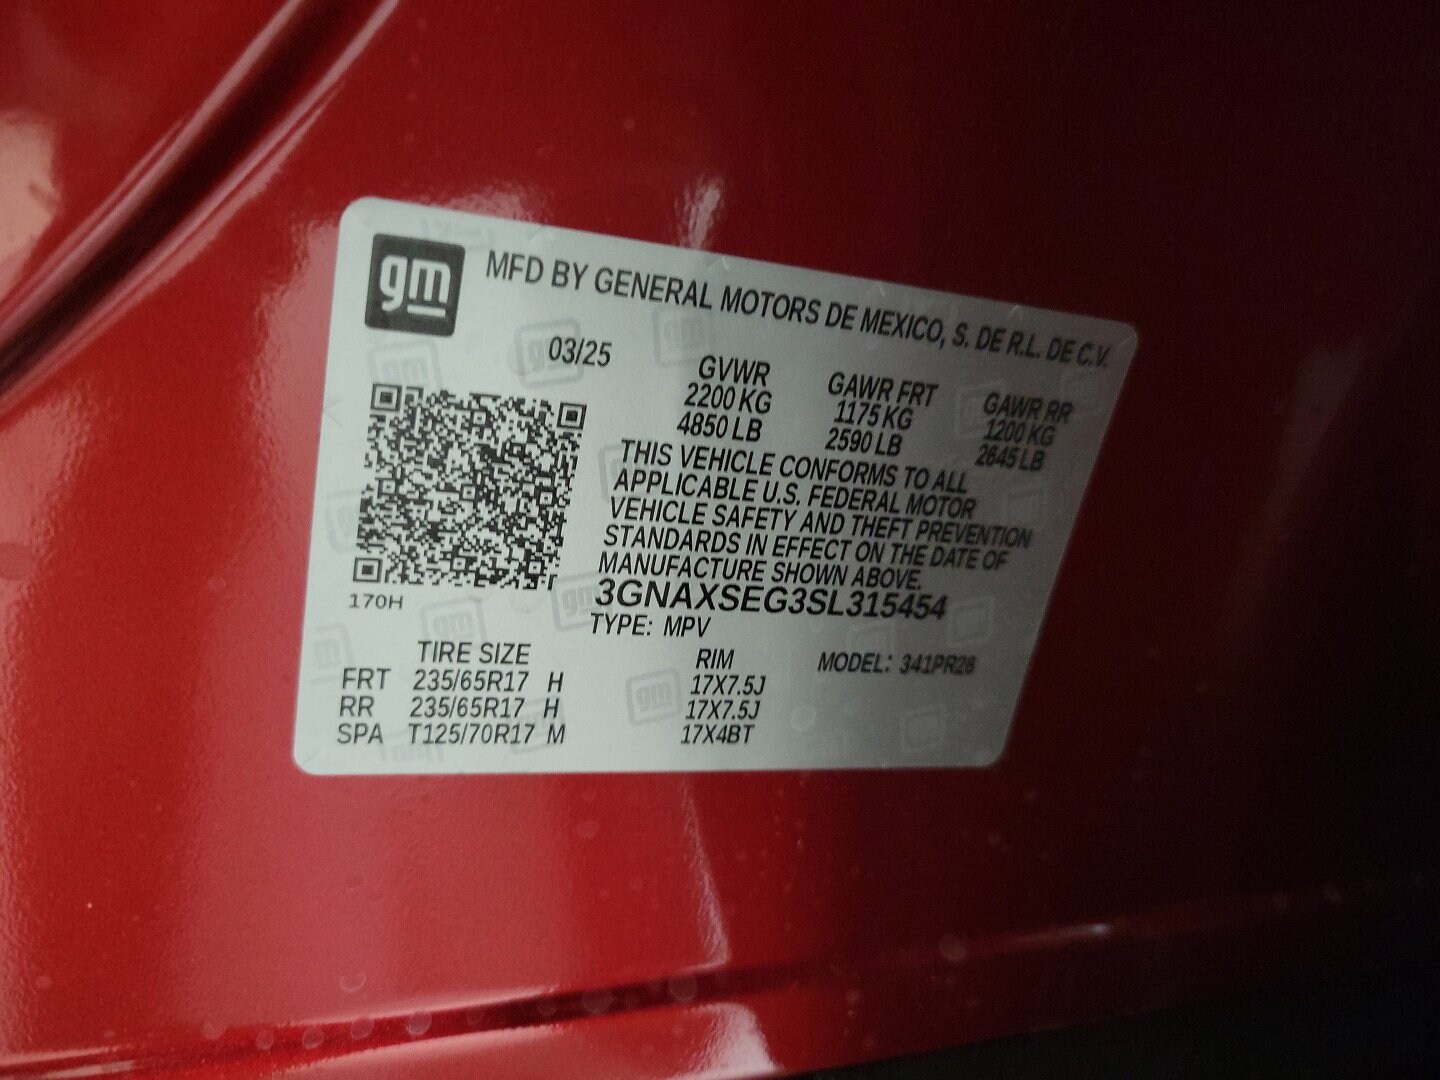 gm
MFD BY GENERAL MOTORS DE MEXICO, S. DE R.L. DE C.V.
03/25
GVWR GAWR FRT GAWR RR
2200 KG 1175 KG 1200 KG
4850 LB 2590 LB 2645 LB
THIS VEHICLE CONFORMS TO ALL
APPLICABLE U.S. FEDERAL MOTOR
VEHICLE SAFETY AND THEFT PREVENTION
STANDARDS IN EFFECT ON THE DATE OF
MANUFACTURE SHOWN ABOVE.
170H
3GNAXSEG3SL315454
TYPE: MPV
TIRE SIZE RIM MODEL: 341PR26
FRT 235/65R17 H 17X7.5J
RR 235/65R17 H 17X7.5J
SPA T125/70R17 M 17X4BT